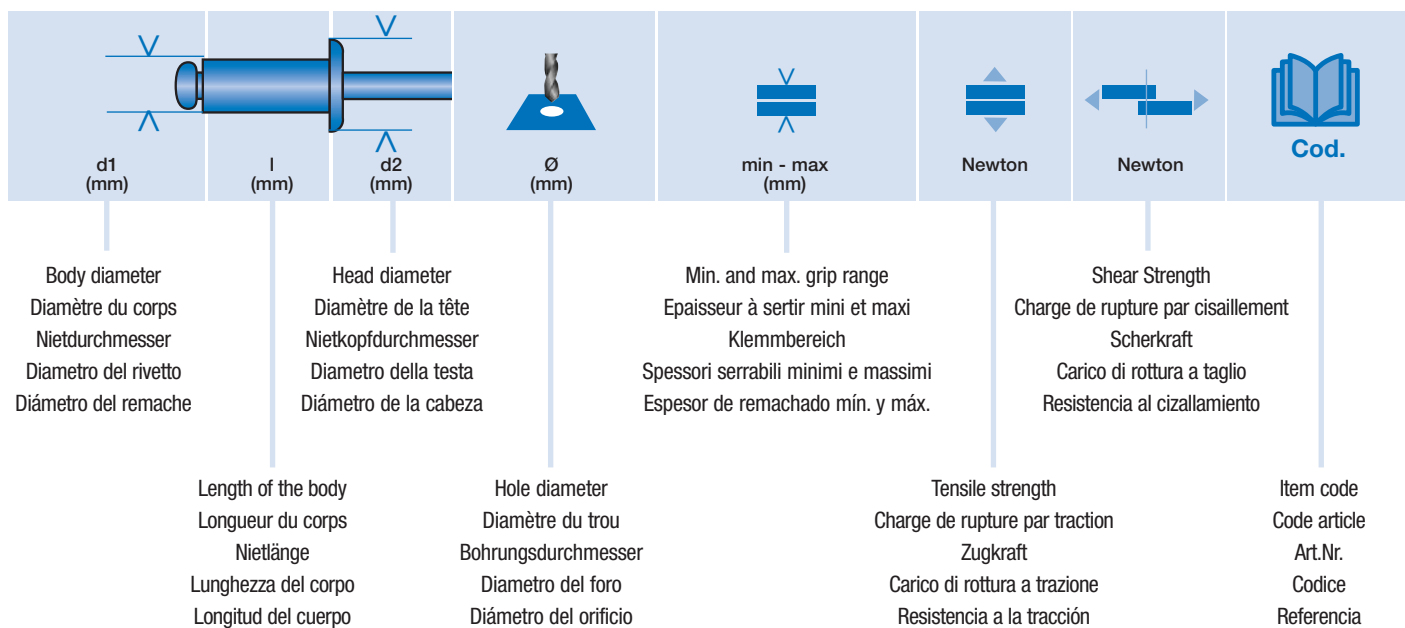 d1
(mm)
l
(mm)
d2
(mm)
Ø
(mm)
min - max
(mm)
Newton
Newton
Cod.
Body diameter
Diamètre du corps
Nietdurchmesser
Diametro del rivetto
Diámetro del remache
Head diameter
Diamètre de la tête
Nietkopfdurchmesser
Diametro della testa
Diámetro de la cabeza
Min. and max. grip range
Epaisseur à sertir mini et maxi
Klemmbereich
Spessori serrabili minimi e massimi
Espesor de remachado mín. y máx.
Shear Strength
Charge de rupture par cisaillement
Scherkraft
Carico di rottura a taglio
Resistencia al cizallamiento
Length of the body
Longueur du corps
Nietlänge
Lunghezza del corpo
Longitud del cuerpo
Hole diameter
Diamètre du trou
Bohrungsdurchmesser
Diametro del foro
Diámetro del orificio
Tensile strength
Charge de rupture par traction
Zugkraft
Carico di rottura a trazione
Resistencia a la tracción
Item code
Code article
Art.Nr.
Codice
Referencia